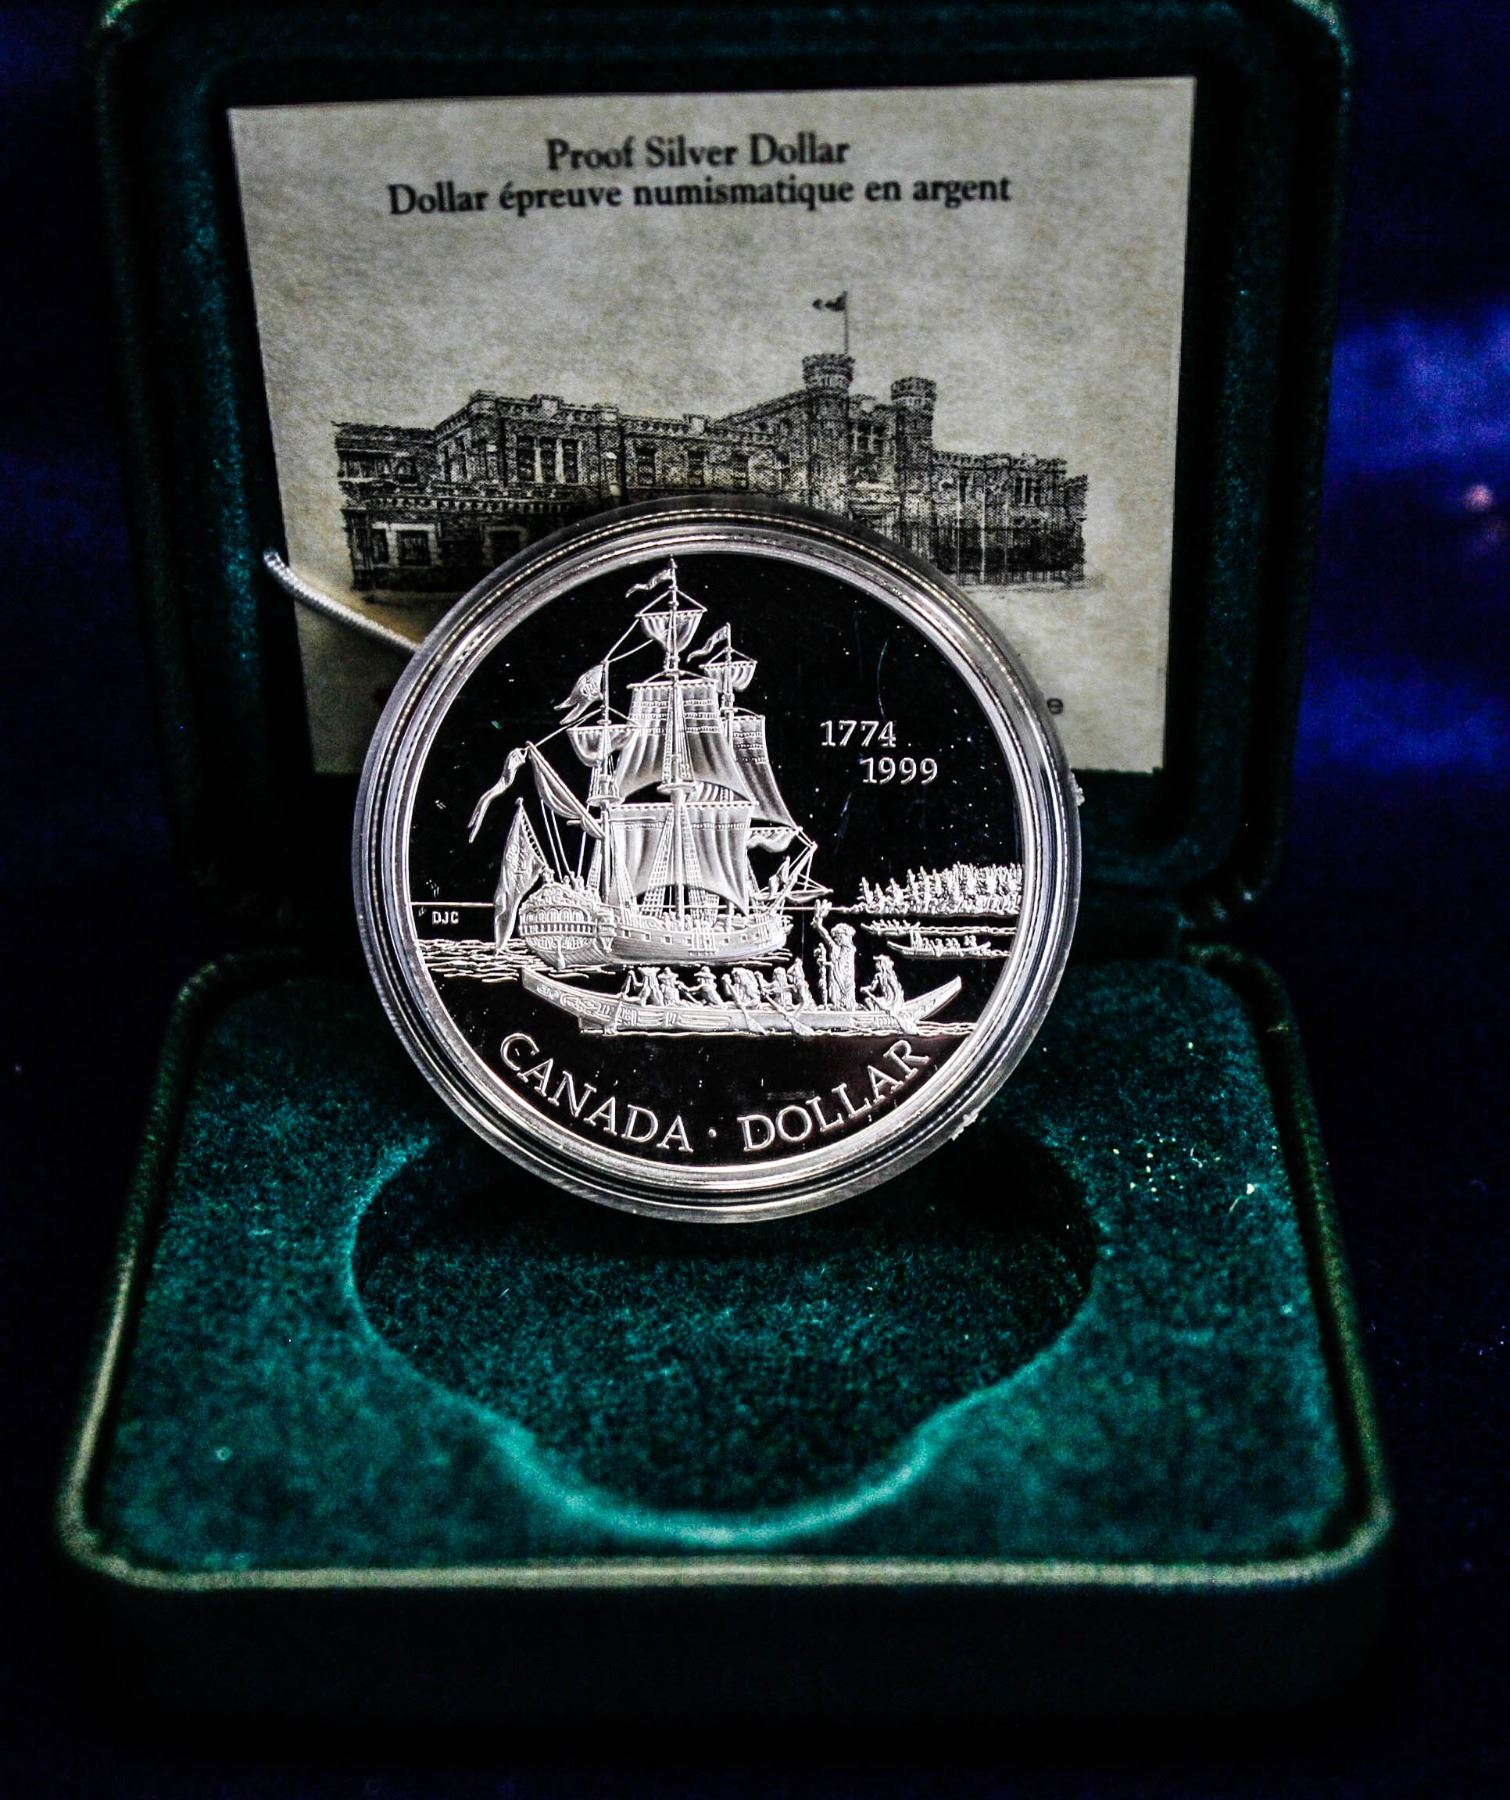 Proof Silver Dollar
Dollar épreuve numismatique en argent
1774
1999
DJC
CANADA · DOLLAR